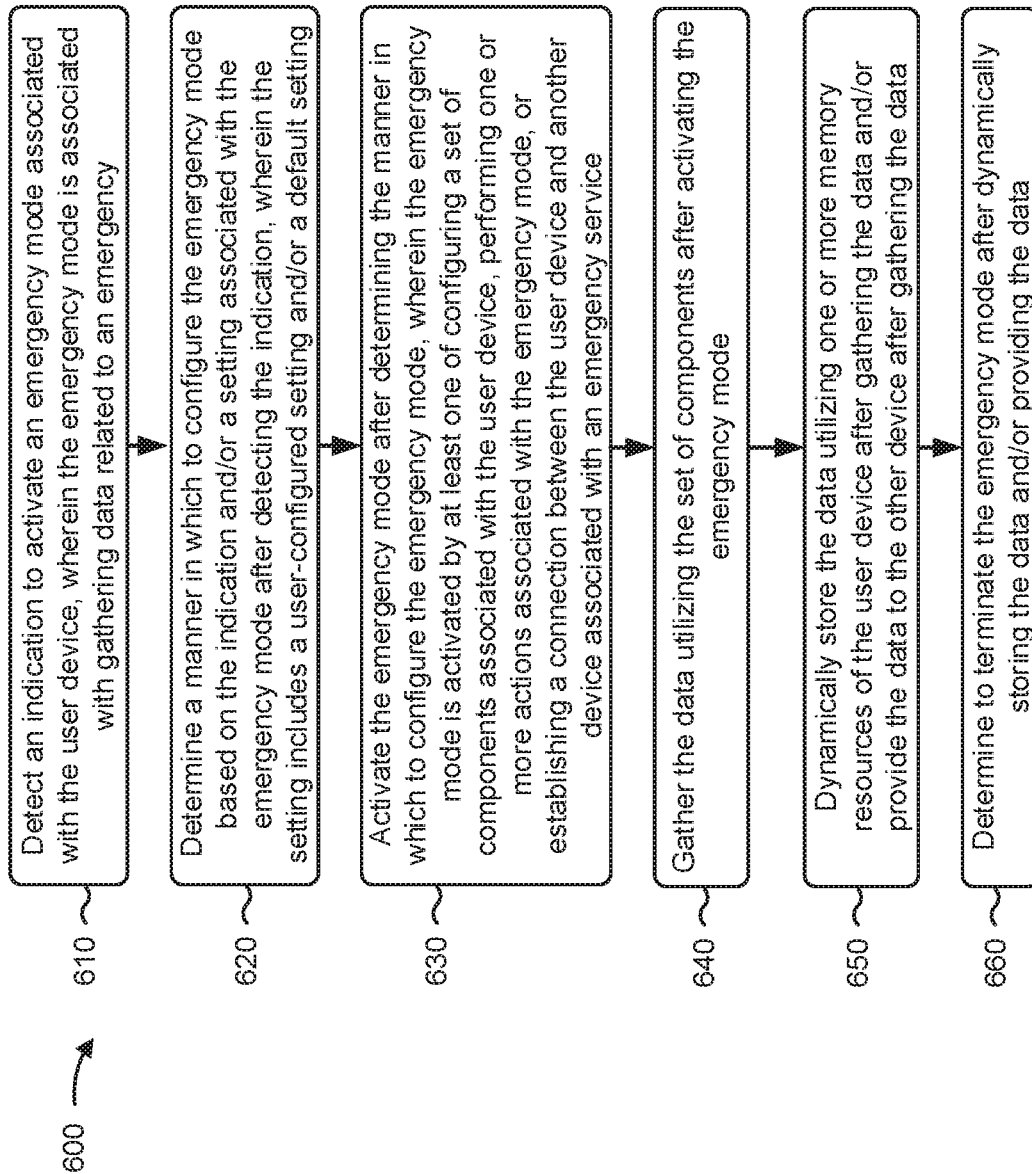 600
610
Detect an indication to activate an emergency mode associated
with the user device, wherein the emergency mode is associated
with gathering data related to an emergency
620
Determine a manner in which to configure the emergency mode
based on the indication and/or a setting associated with the
emergency mode after detecting the indication, wherein the
setting includes a user-configured setting and/or a default setting
630
Activate the emergency mode after determining the manner in
which to configure the emergency mode, wherein the emergency
mode is activated by at least one of configuring a set of
components associated with the user device, performing one or
more actions associated with the emergency mode, or
establishing a connection between the user device and another
device associated with an emergency service
640
Gather the data utilizing the set of components after activating the
emergency mode
650
Dynamically store the data utilizing one or more memory
resources of the user device after gathering the data and/or
provide the data to the other device after gathering the data
660
Determine to terminate the emergency mode after dynamically
storing the data and/or providing the data